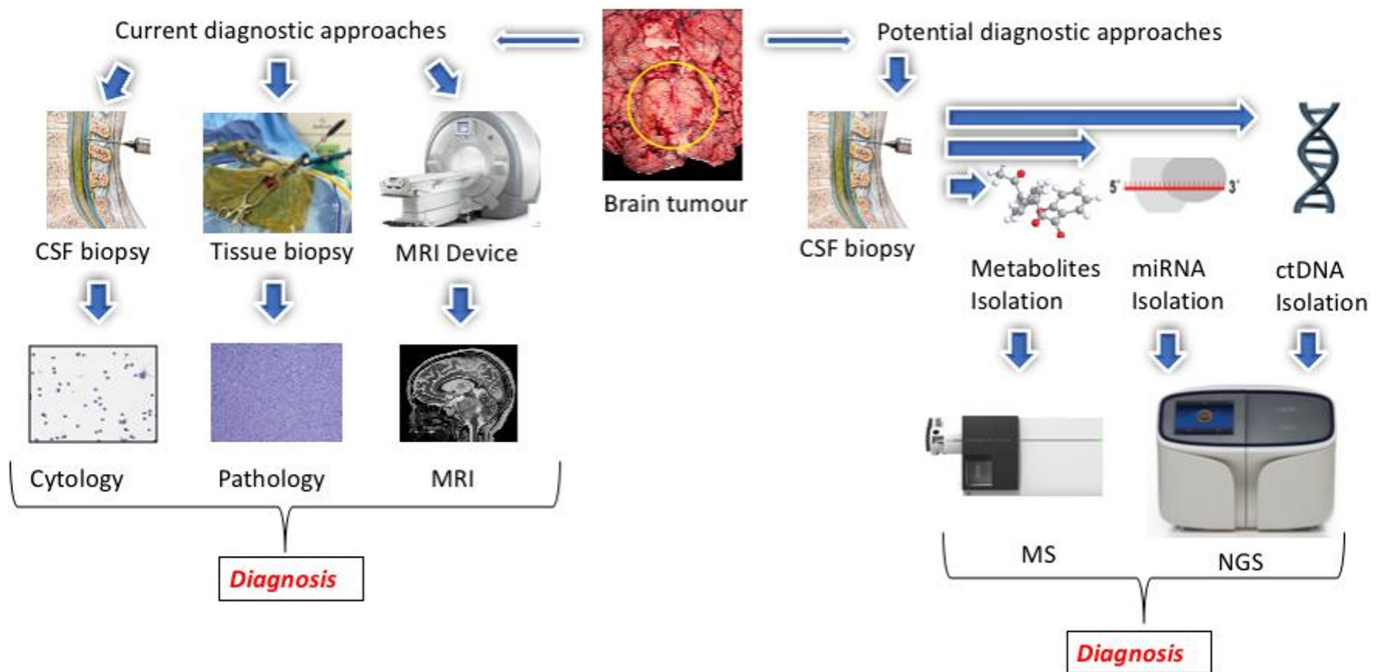 Current diagnostic approaches
Potential diagnostic approaches
Brain tumour
CSF biopsy
Tissue biopsy
MRI Device
CSF biopsy
5′
3′
Metabolites
Isolation
miRNA
Isolation
ctDNA
Isolation
Cytology
Pathology
MRI
MS
NGS
Diagnosis
Diagnosis